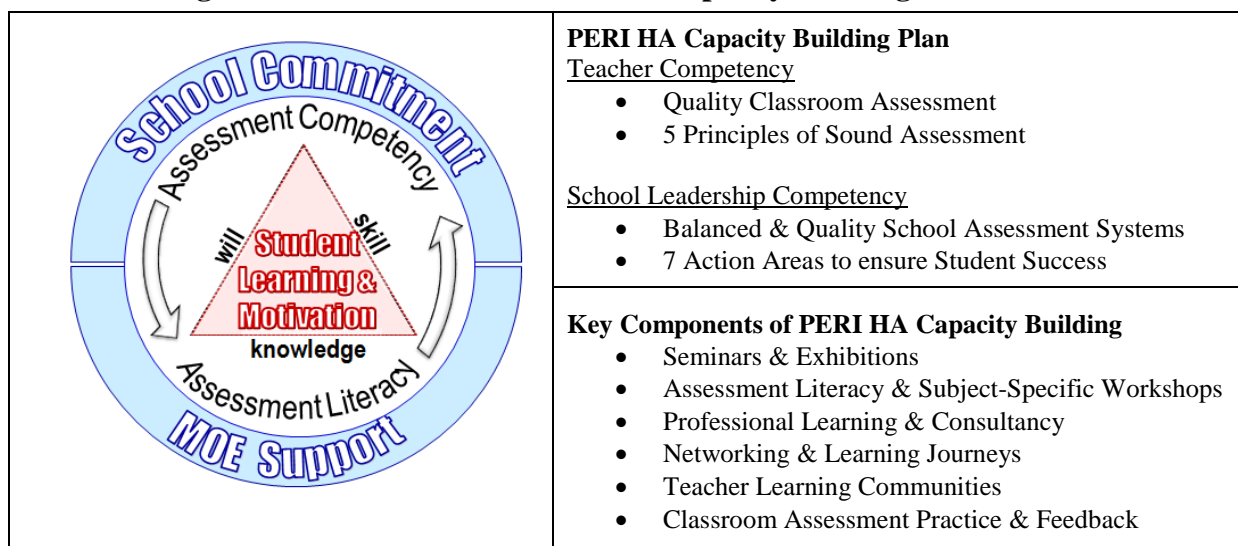 School Commitment
Assessment Competency
will
skill
Student
Learning &
Motivation
knowledge
Assessment Literacy
MOE Support
PERI HA Capacity Building Plan
Teacher Competency
• Quality Classroom Assessment
• 5 Principles of Sound Assessment
School Leadership Competency
• Balanced & Quality School Assessment Systems
• 7 Action Areas to ensure Student Success
Key Components of PERI HA Capacity Building
• Seminars & Exhibitions
• Assessment Literacy & Subject-Specific Workshops
• Professional Learning & Consultancy
• Networking & Learning Journeys
• Teacher Learning Communities
• Classroom Assessment Practice & Feedback